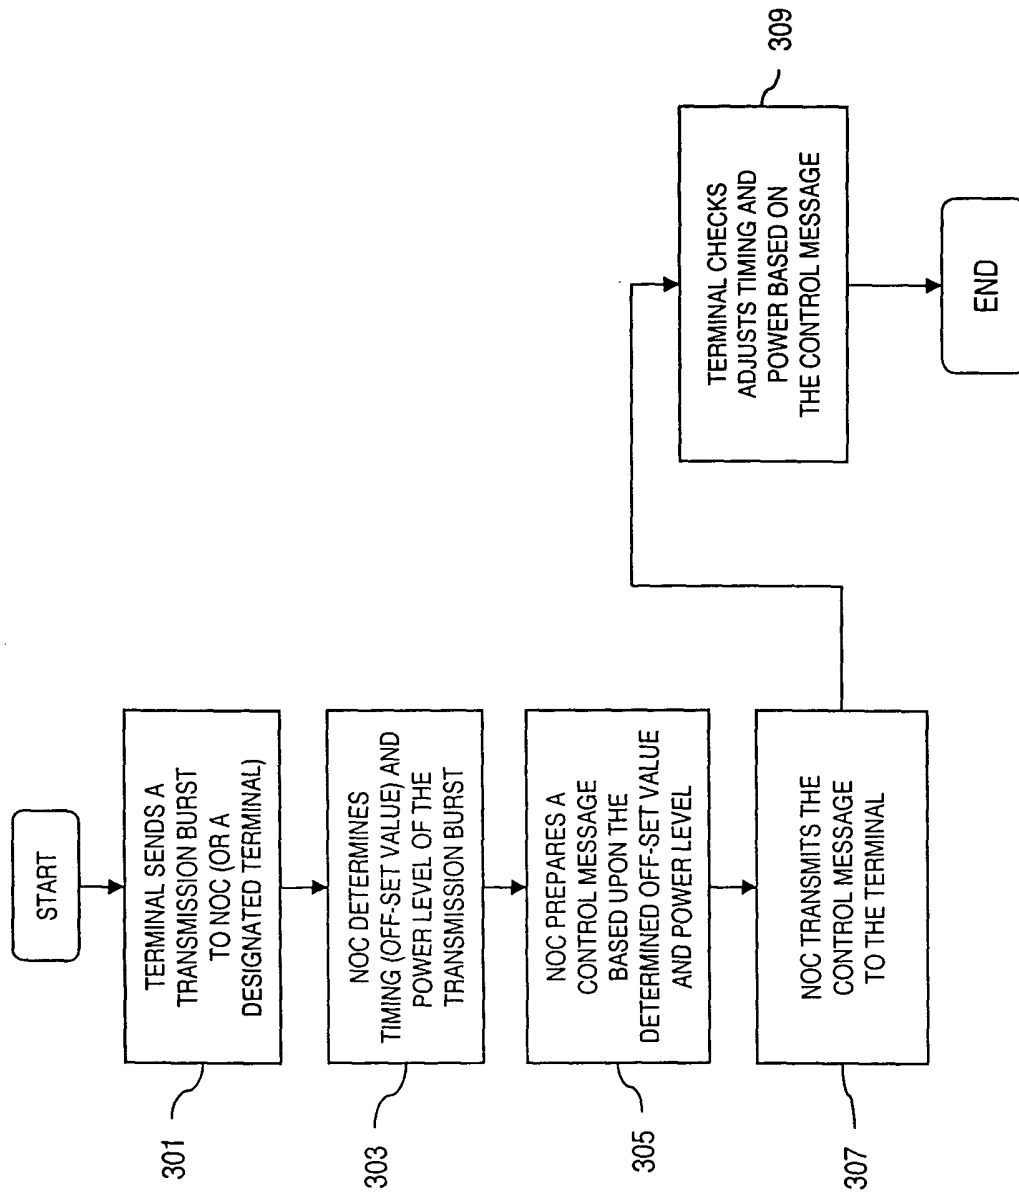 START
TERMINAL SENDS A
TRANSMISSION BURST
TO NOC (OR A
DESIGNATED TERMINAL)
301
NOC DETERMINES
TIMING (OFF-SET VALUE) AND
POWER LEVEL OF THE
TRANSMISSION BURST
303
NOC PREPARES A
CONTROL MESSAGE
BASED UPON THE
DETERMINED OFF-SET VALUE
AND POWER LEVEL
305
NOC TRANSMITS THE
CONTROL MESSAGE
TO THE TERMINAL
307
TERMINAL CHECKS
ADJUSTS TIMING AND
POWER BASED ON
THE CONTROL MESSAGE
309
END